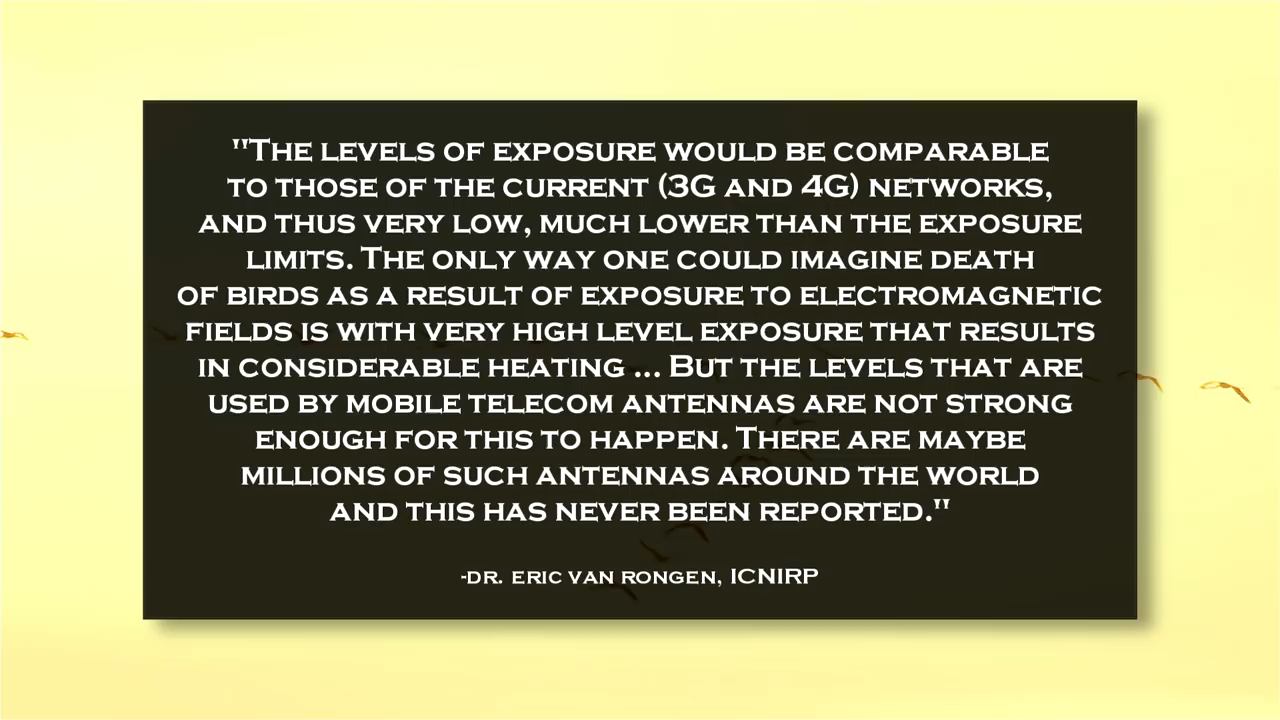 "The levels of exposure would be comparable
to those of the current (3G and 4G) networks,
and thus very low, much lower than the exposure
limits. The only way one could imagine death
of birds as a result of exposure to electromagnetic
fields is with very high level exposure that results
in considerable heating ... But the levels that are
used by mobile telecom antennas are not strong
enough for this to happen. There are maybe
millions of such antennas around the world
and this has never been reported."
-dr. eric van rongen, ICNIRP